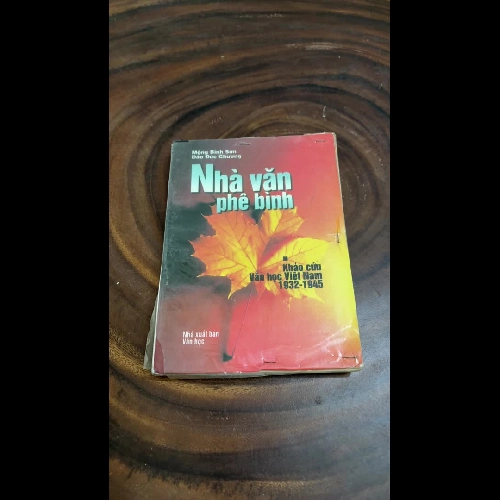 Mộng Bình Sơn
Đào Đức Chương
Nhà văn
phê bình
Khảo cứu
Văn học Việt Nam
1932-1945
Nhà xuất bản
Văn học